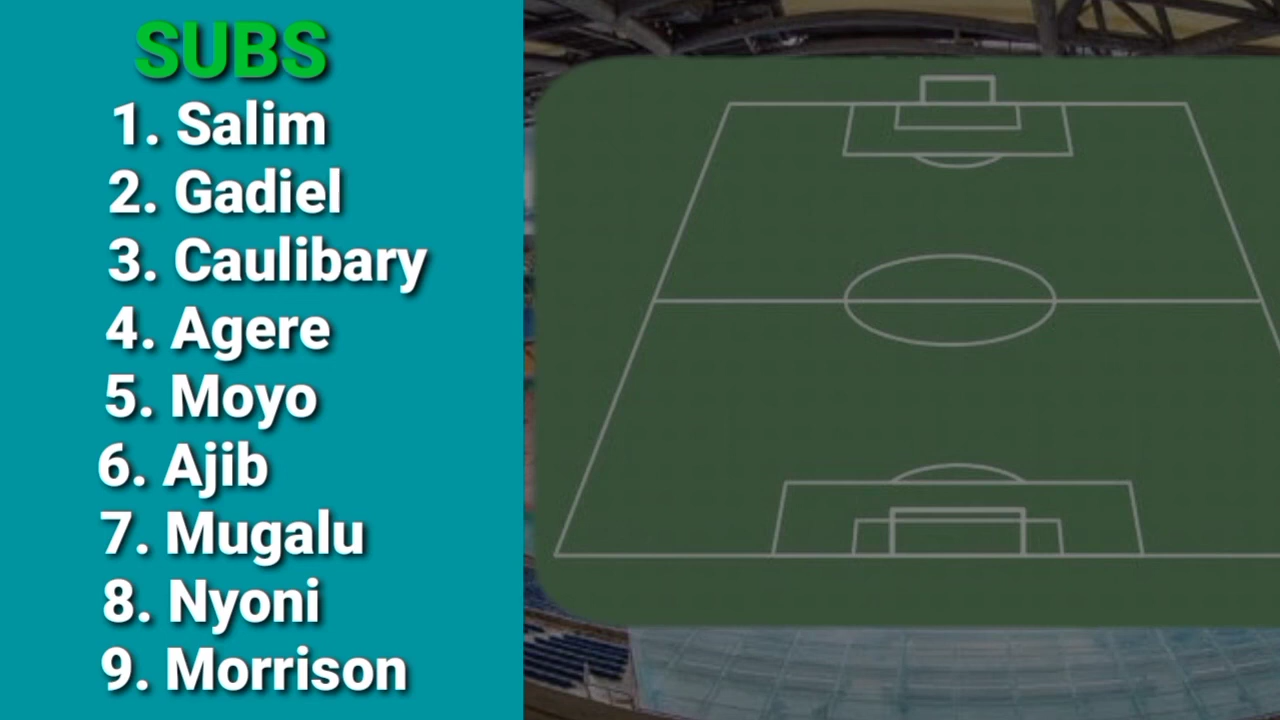 SUBS
1. Salim
2. Gadiel
3. Caulibary
4. Agere
5. Moyo
6. Ajib
7. Mugalu
8. Nyoni
9. Morrison